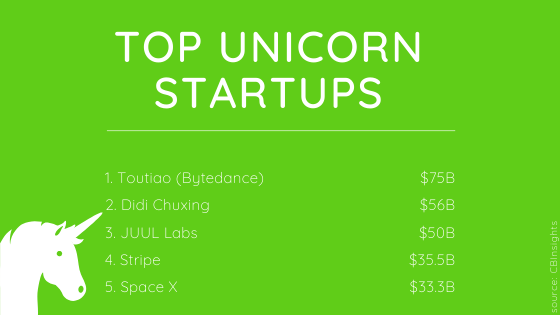 TOP UNICORN
STARTUPS
1. Toutiao (Bytedance) $75B
2. Didi Chuxing $56B
3. JUUL Labs $50B
4. Stripe $35.5B
5. Space X $33.3B
source: CBInsights